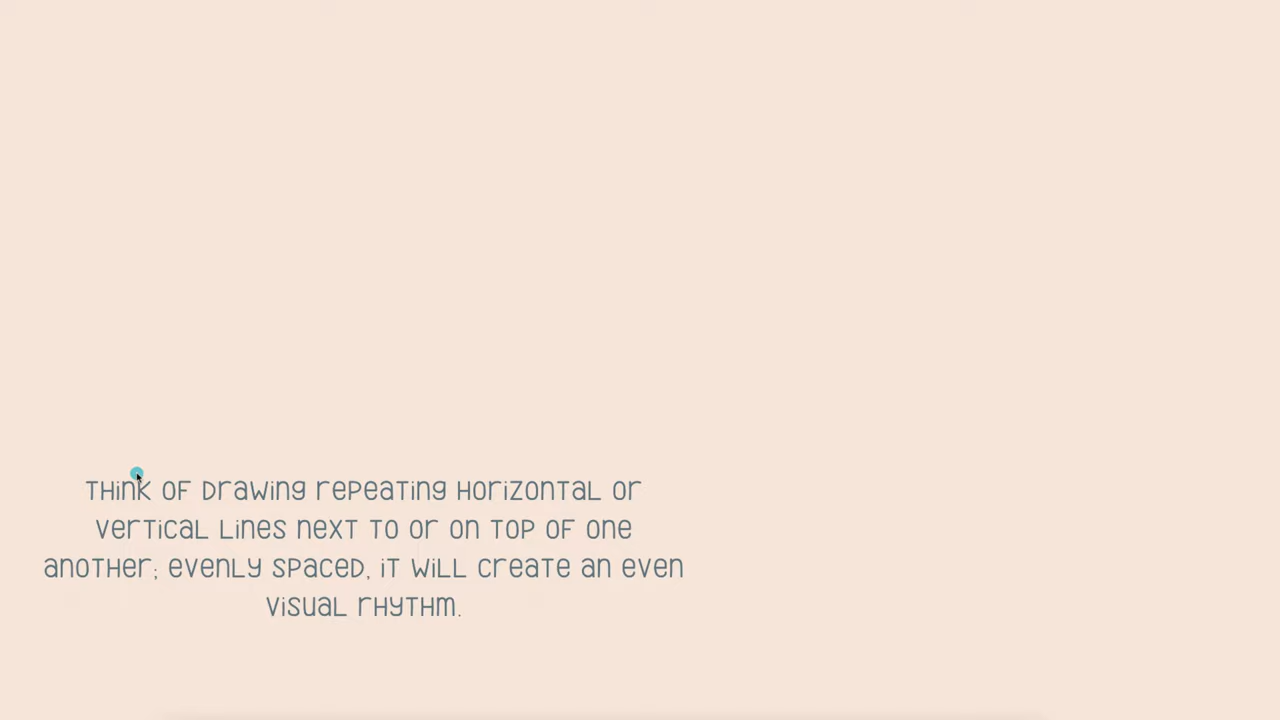 Think of drawing repeating horizontal or
vertical lines next to or on top of one
another; evenly spaced, it will create an even
visual rhythm.